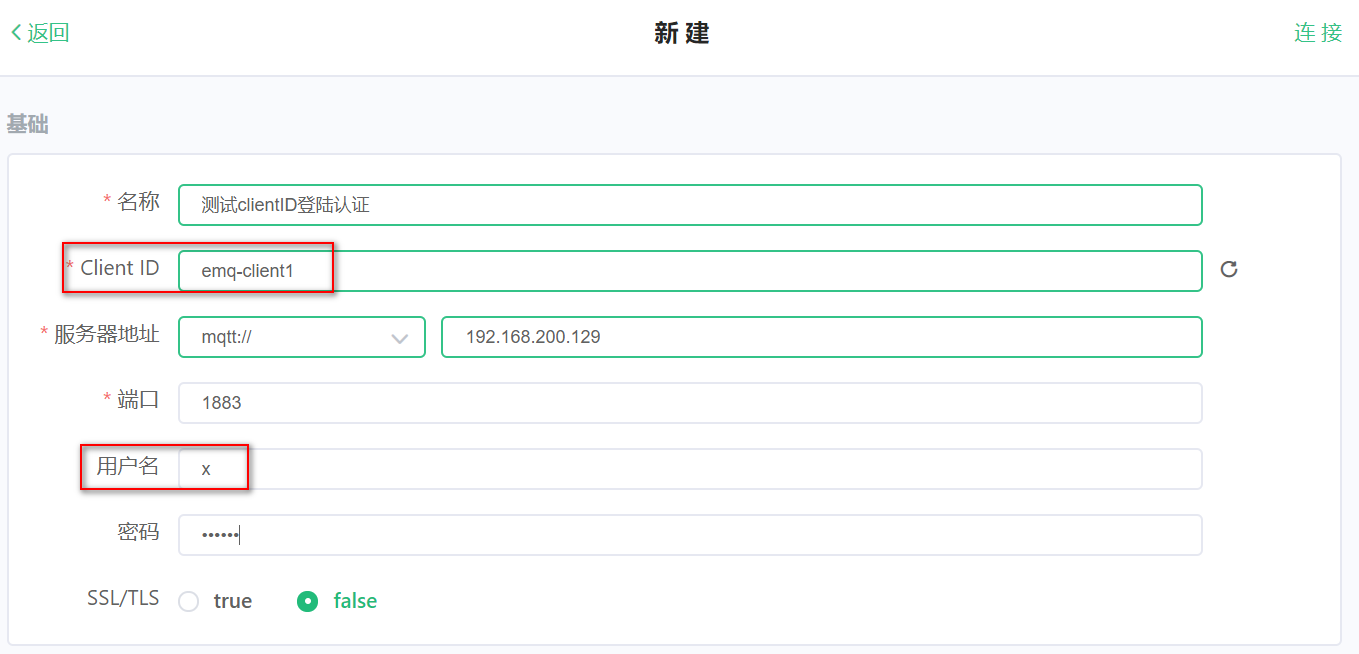 返回 新 建 连 接
基础
* 名称 测试clientID登陆认证
* Client ID emq-client1
* 服务器地址 mqtt:// 192.168.200.129
* 端口 1883
用户名 x
密码 ••••••
SSL/TLS true false